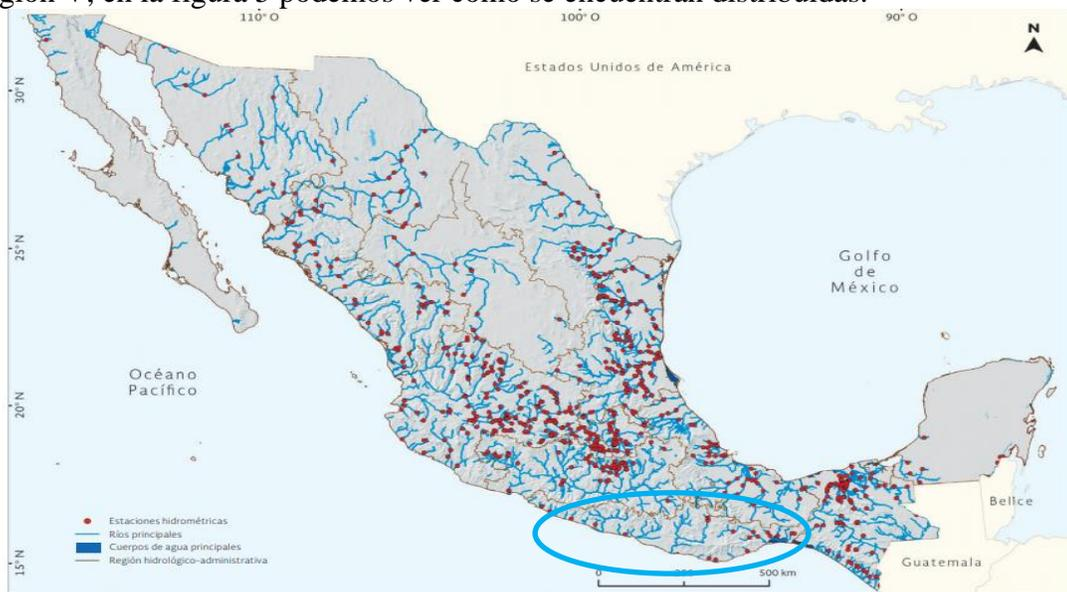 región V, en la figura 3 podemos ver cómo se encuentran distribuidas.
110° O
100° O
90° O
N
Estados Unidos de América
30° N
25° N
Golfo
de
México
Océano
Pacífico
20° N
Belice
Estaciones hidrométricas
Ríos principales
Cuerpos de agua principales
Región hidrológico-administrativa
15° N
Guatemala
0
500 km